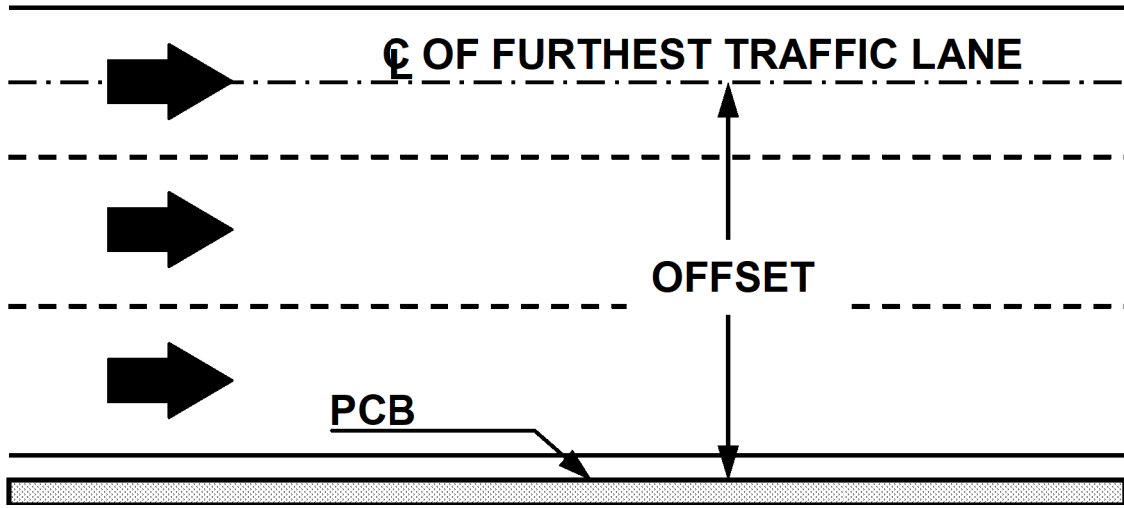 ℄ OF FURTHEST TRAFFIC LANE
OFFSET
PCB